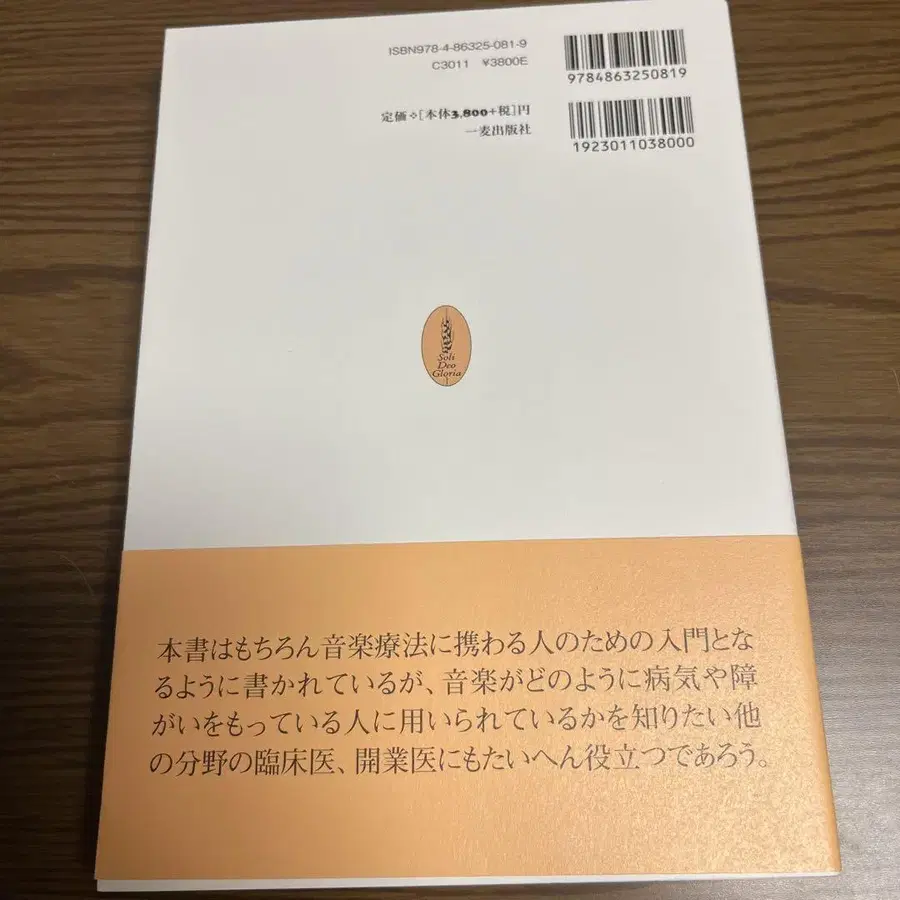 ISBN978-4-86325-081-9
C3011 ¥3800E
定価✧[本体3,800+税]円
一麦出版社
9784863250819
1923011038000
Soli
Deo
Gloria
本書はもちろん音楽療法に携わる人のための入門とな
るように書かれているが、音楽がどのように病気や障
がいをもっている人に用いられているかを知りたい他
の分野の臨床医、開業医にもたいへん役立つであろう。